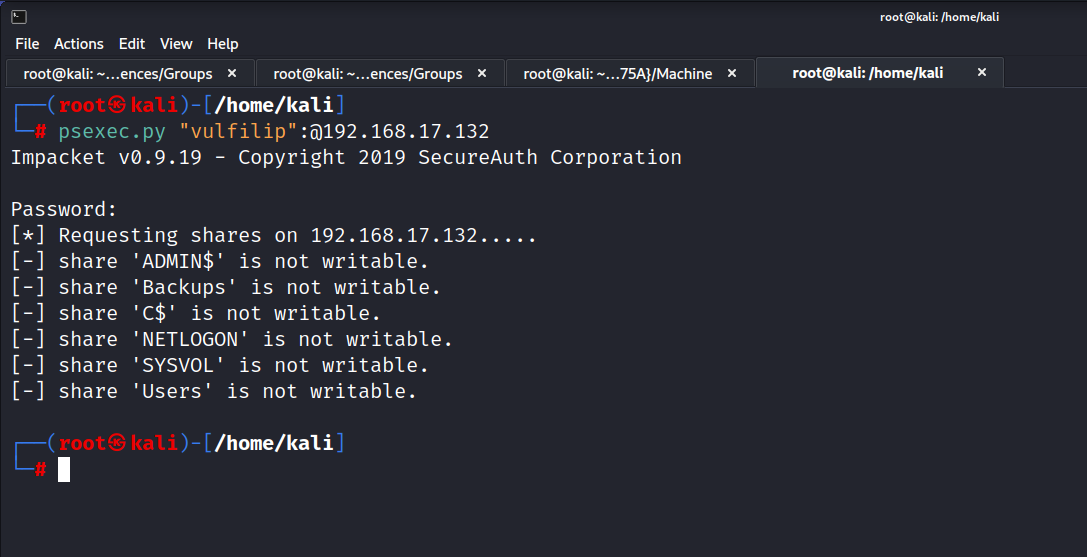 root@kali: /home/kali
File Actions Edit View Help
root@kali: ~...ences/Groups × root@kali: ~...ences/Groups × root@kali: ~...75A}/Machine × root@kali: /home/kali ×
┌──(root㉿kali)-[/home/kali]
└─# psexec.py "vulfilip":@192.168.17.132
Impacket v0.9.19 - Copyright 2019 SecureAuth Corporation
Password:
[*] Requesting shares on 192.168.17.132.....
[-] share 'ADMIN$' is not writable.
[-] share 'Backups' is not writable.
[-] share 'C$' is not writable.
[-] share 'NETLOGON' is not writable.
[-] share 'SYSVOL' is not writable.
[-] share 'Users' is not writable.
┌──(root㉿kali)-[/home/kali]
└─#